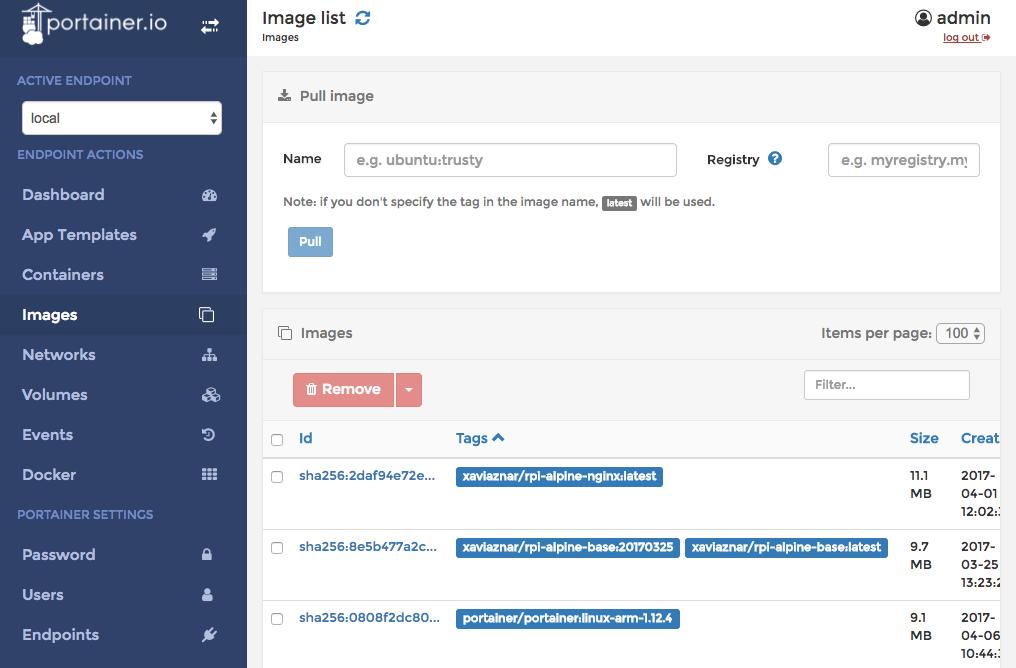 portainer.io
ACTIVE ENDPOINT
local
ENDPOINT ACTIONS
Dashboard
App Templates
Containers
Images
Networks
Volumes
Events
Docker
PORTAINER SETTINGS
Password
Users
Endpoints
Image list
Images
admin
log out
Pull image
Name
e.g. ubuntu:trusty
Registry
e.g. myregistry.my
Note: if you don't specify the tag in the image name, latest will be used.
Pull
Images
Items per page: 100
Remove
Filter...
Id Tags Size Creat
sha256:2daf94e72e... xaviaznar/rpi-alpine-nginx:latest 11.1 2017-
MB 04-01
12:02:
sha256:8e5b477a2c... xaviaznar/rpi-alpine-base:20170325 xaviaznar/rpi-alpine-base:latest 9.7 2017-
MB 03-25
13:23:2
sha256:0808f2dc80... portainer/portainer:linux-arm-1.12.4 9.1 2017-
MB 04-06
10:44: